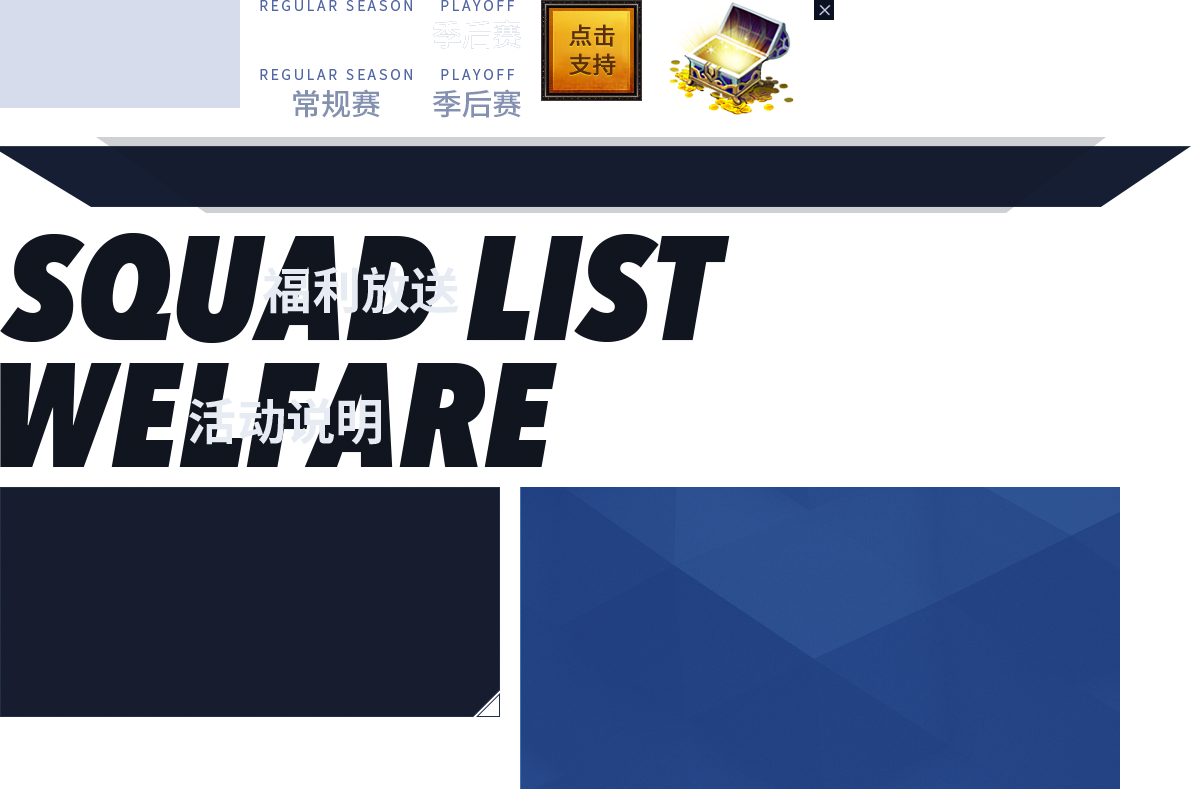 REGULAR SEASON
PLAYOFF
季后赛
REGULAR SEASON
常规赛
PLAYOFF
季后赛
点击
支持
SQUAD LIST
福利放送
WELFARE
活动说明